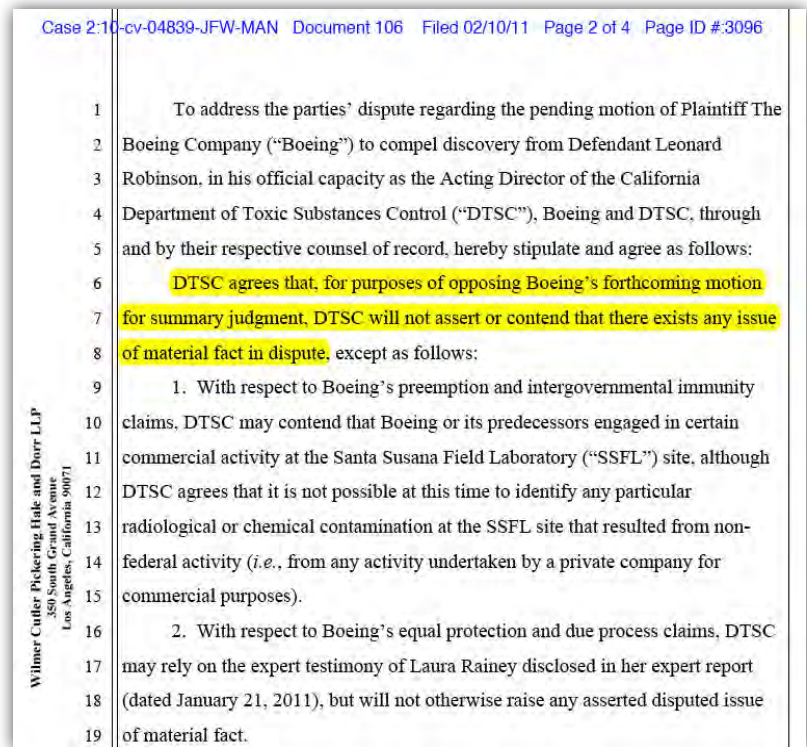 Case 2:10-cv-04839-JFW-MAN Document 106 Filed 02/10/11 Page 2 of 4 Page ID #:3096
1 To address the parties’ dispute regarding the pending motion of Plaintiff The
2 Boeing Company (“Boeing”) to compel discovery from Defendant Leonard
3 Robinson, in his official capacity as the Acting Director of the California
4 Department of Toxic Substances Control (“DTSC”), Boeing and DTSC, through
5 and by their respective counsel of record, hereby stipulate and agree as follows:
6 DTSC agrees that, for purposes of opposing Boeing’s forthcoming motion
7 for summary judgment, DTSC will not assert or contend that there exists any issue
8 of material fact in dispute, except as follows:
9 1. With respect to Boeing’s preemption and intergovernmental immunity
10 claims, DTSC may contend that Boeing or its predecessors engaged in certain
11 commercial activity at the Santa Susana Field Laboratory (“SSFL”) site, although
12 DTSC agrees that it is not possible at this time to identify any particular
13 radiological or chemical contamination at the SSFL site that resulted from non-
14 federal activity (i.e., from any activity undertaken by a private company for
15 commercial purposes).
16 2. With respect to Boeing’s equal protection and due process claims, DTSC
17 may rely on the expert testimony of Laura Rainey disclosed in her expert report
18 (dated January 21, 2011), but will not otherwise raise any asserted disputed issue
19 of material fact.
Wilmer Cutler Pickering Hale and Dorr LLP
350 South Grand Avenue
Los Angeles, California 90071